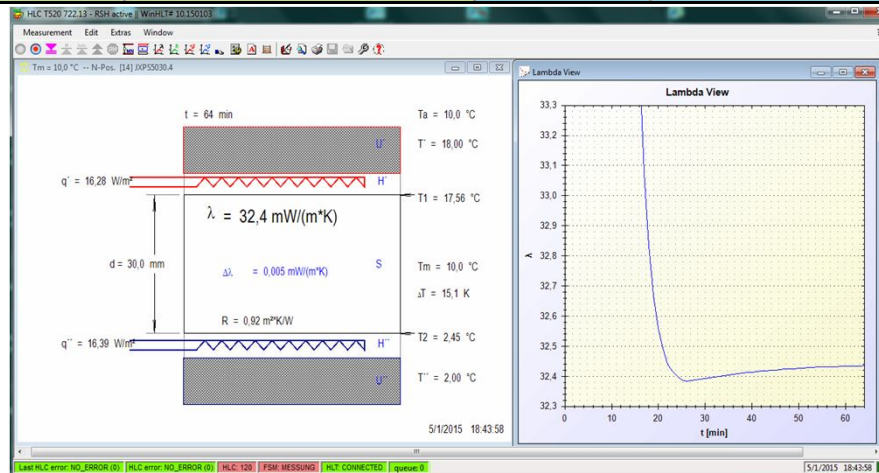 HLC T520 722.13 - RSH active || WinHLT# 10.150103
Measurement Edit Extras Window
Tm = 10,0 °C -- N-Pos. [14] JXPS5030.4
Lambda View
t = 64 min
Ta = 10,0 °C
U´
T´ = 18,00 °C
q´ = 16,28 W/m²
H´
T1 = 17,56 °C
λ = 32,4 mW/(m*K)
d = 30,0 mm
Δλ = 0,005 mW/(m*K)
S
Tm = 10,0 °C
ΔT = 15,1 K
R = 0,92 m²*K/W
T2 = 2,45 °C
q´´ = 16,39 W/m²
H´´
U´´
T´´ = 2,00 °C
5/1/2015 18:43:58
Lambda View
33,3
33,2
33,1
33,0
32,9
32,8
32,7
32,6
32,5
32,4
32,3
λ
0 10 20 30 40 50 60
t [min]
Last HLC error: NO_ERROR (0) HLC error: NO_ERROR (0) HLC: 120 FSM: MESSUNG HLT: CONNECTED queue: 0 5/1/2015 18:43:58